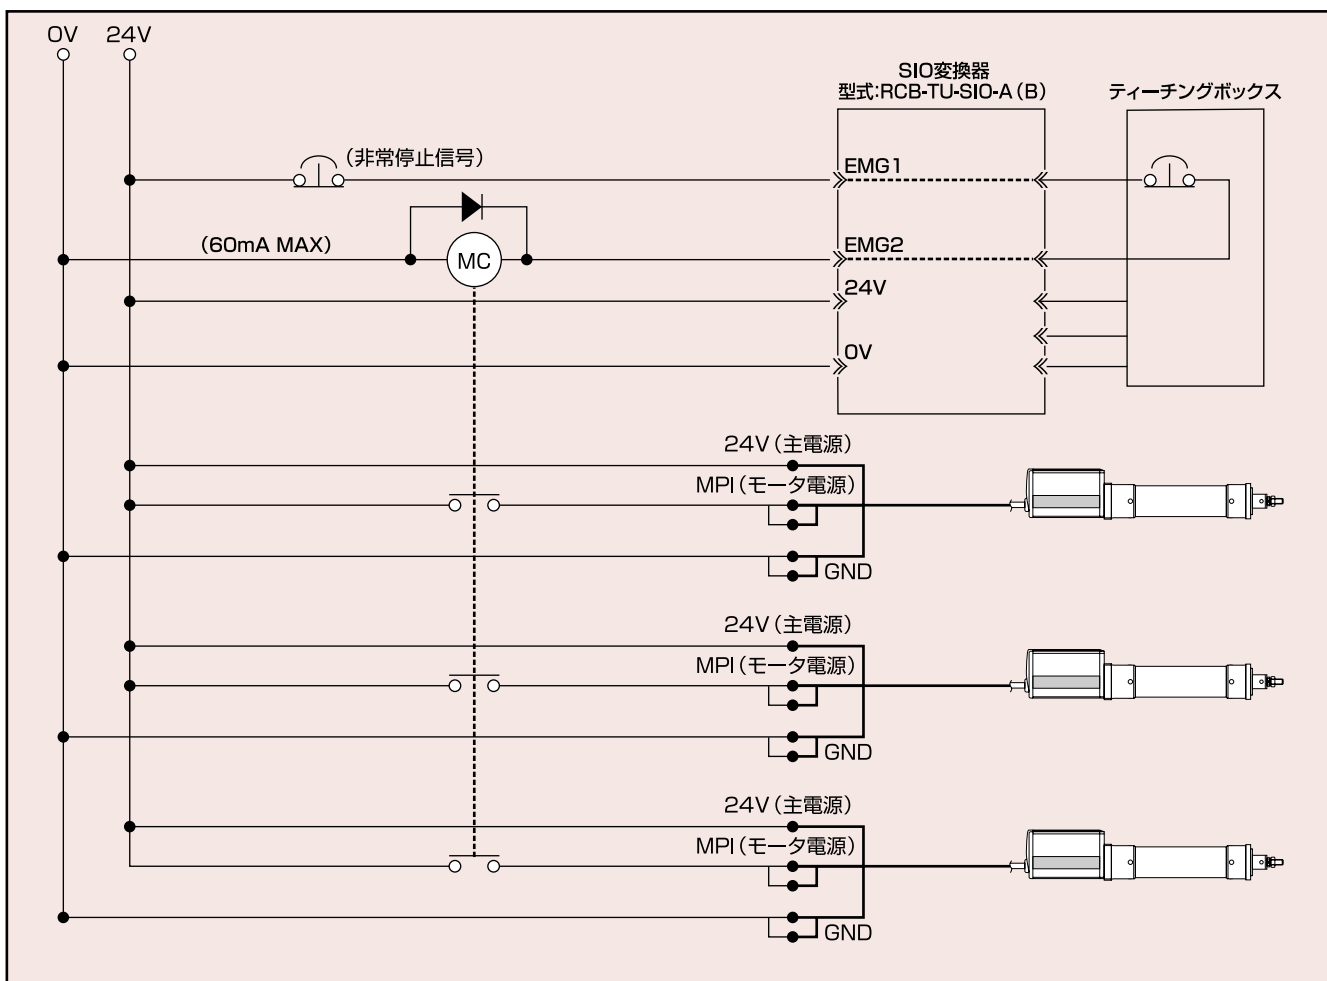 0V 24V
SIO変換器
型式:RCB-TU-SIO-A(B)
ティーチングボックス
(非常停止信号)
EMG1
(60mA MAX)
MC
EMG2
24V
0V
24V(主電源)
MPI(モータ電源)
GND
24V(主電源)
MPI(モータ電源)
GND
24V(主電源)
MPI(モータ電源)
GND